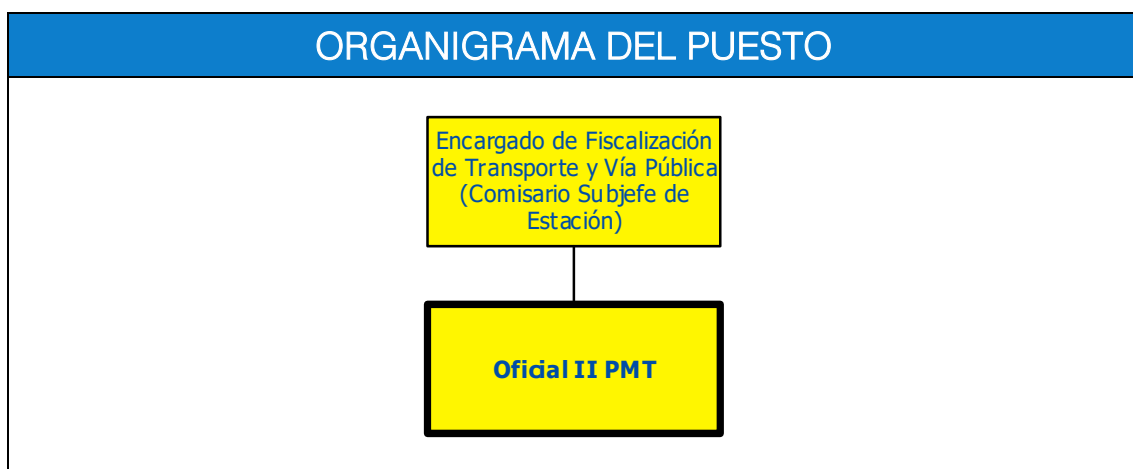 ORGANIGRAMA DEL PUESTO
Encargado de Fiscalización
de Transporte y Vía Pública
(Comisario Subjefe de
Estación)
Oficial II PMT